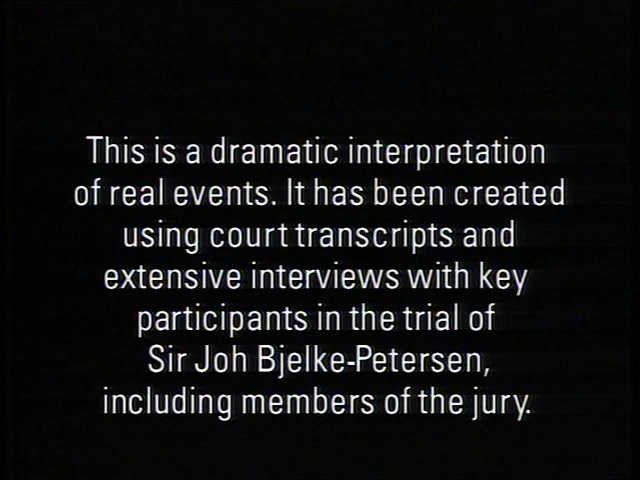 This is a dramatic interpretation
of real events. It has been created
using court transcripts and
extensive interviews with key
participants in the trial of
Sir Joh Bjelke-Petersen,
including members of the jury.